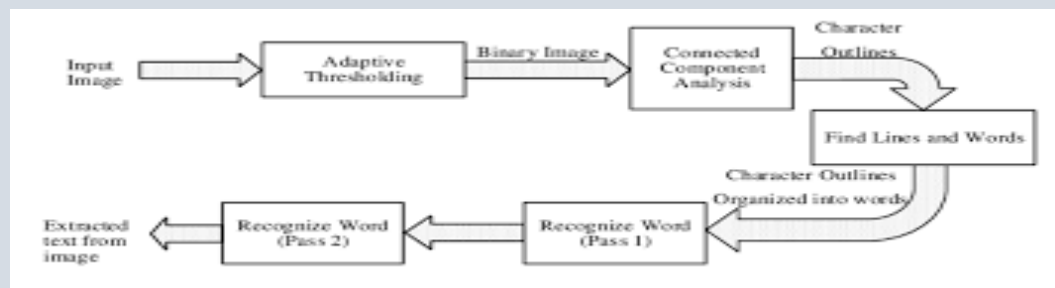 Input
Image
Adaptive
Thresholding
Binary Image
Connected
Component
Analysis
Character
Outlines
Find Lines and Words
Character Outlines
Organized into words
Recognize Word
(Pass 1)
Recognize Word
(Pass 2)
Extracted
text from
image